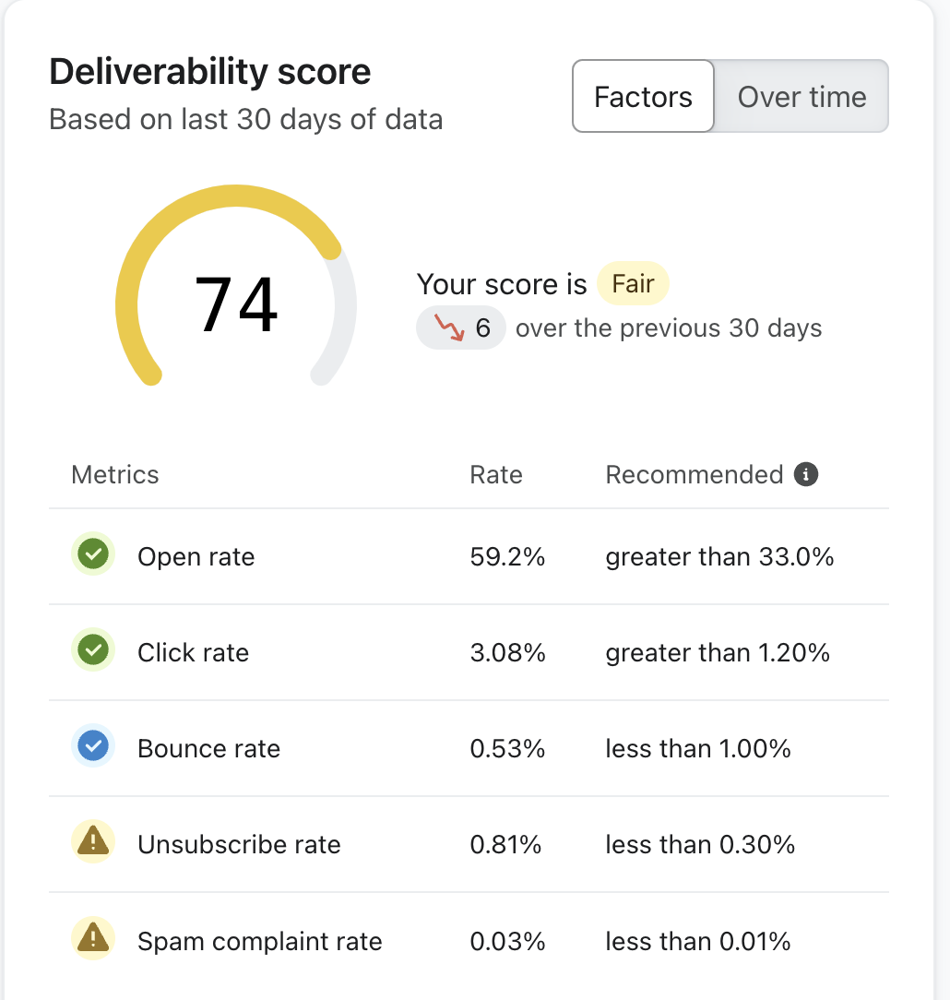 Deliverability score
Based on last 30 days of data
Factors
Over time
74
Your score is Fair
6 over the previous 30 days
Metrics Rate Recommended
Open rate 59.2% greater than 33.0%
Click rate 3.08% greater than 1.20%
Bounce rate 0.53% less than 1.00%
Unsubscribe rate 0.81% less than 0.30%
Spam complaint rate 0.03% less than 0.01%